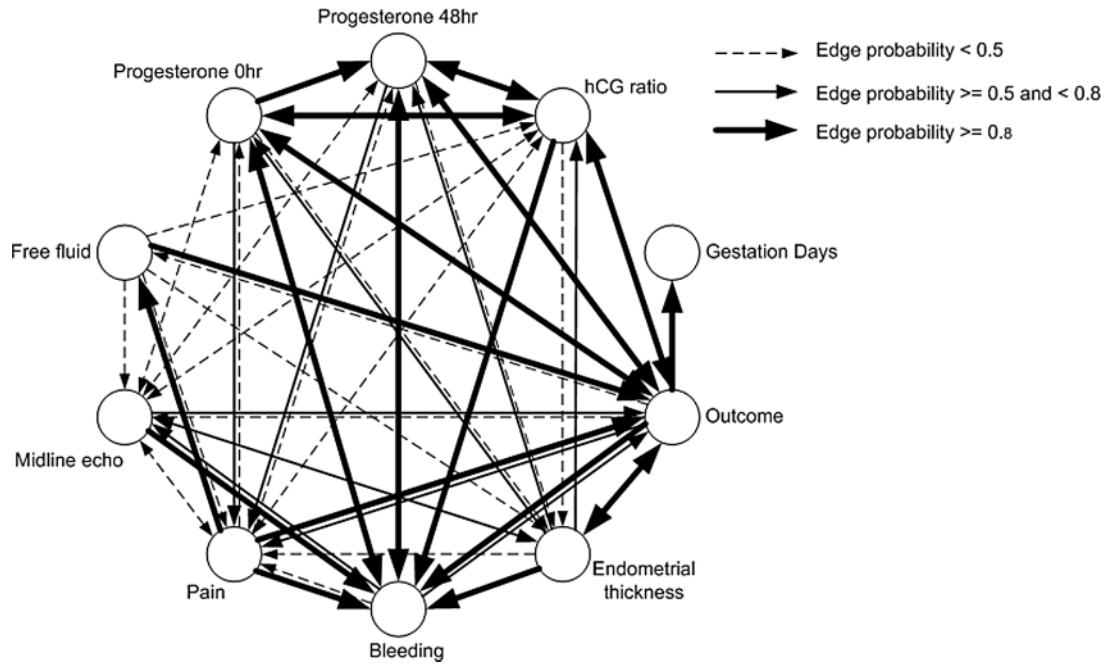 Progesterone 48hr
Progesterone 0hr
hCG ratio
Free fluid
Gestation Days
Midline echo
Outcome
Pain
Endometrial
thickness
Bleeding
Edge probability < 0.5
Edge probability >= 0.5 and < 0.8
Edge probability >= 0.8